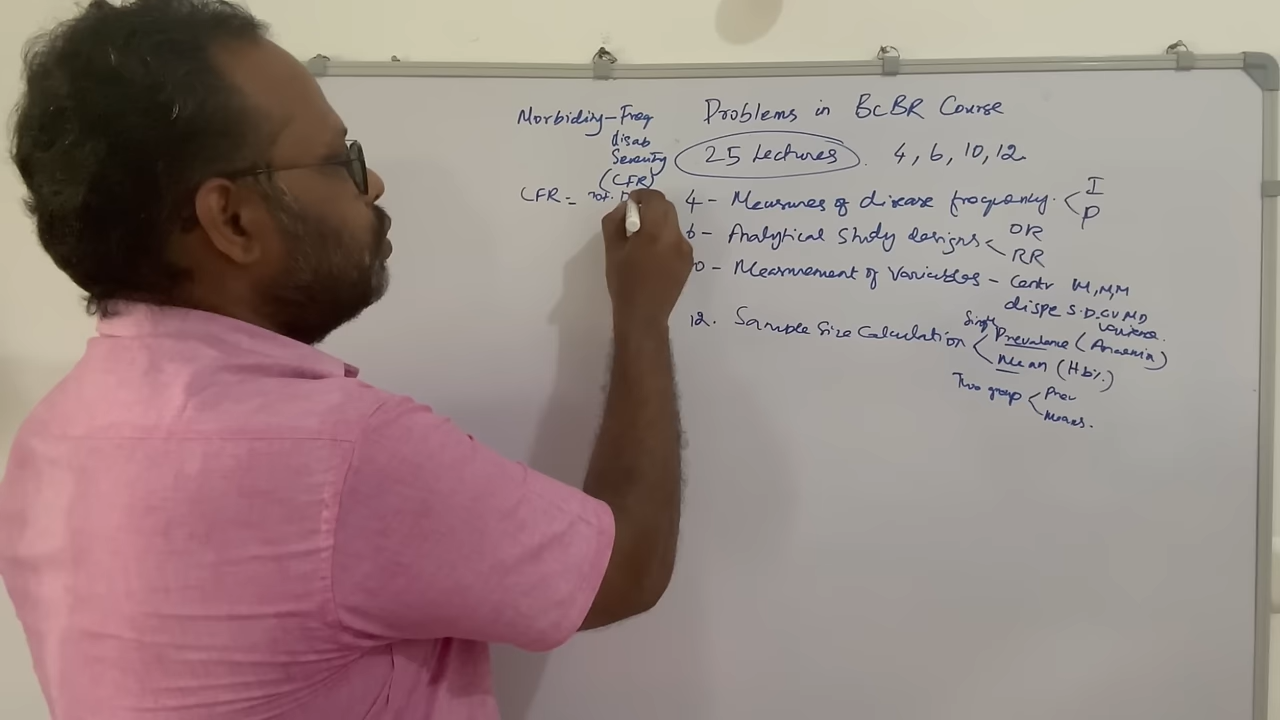 Problems in BCBR Course
25 Lectures. 4, 6, 10, 12
4 - Measures of disease frequency. I
P
6 - Analytical Study designs OR
RR
0 - Measurement of Variables - Centr M, M, M
dispe S.D, CV MD
Variance.
12. Sample Size Calculation Single Prevalence (Anaemia)
Mean (Hb%)
Two group Prev
Means.
Morbidity - Freq
disab
Severity
(CFR)
CFR =